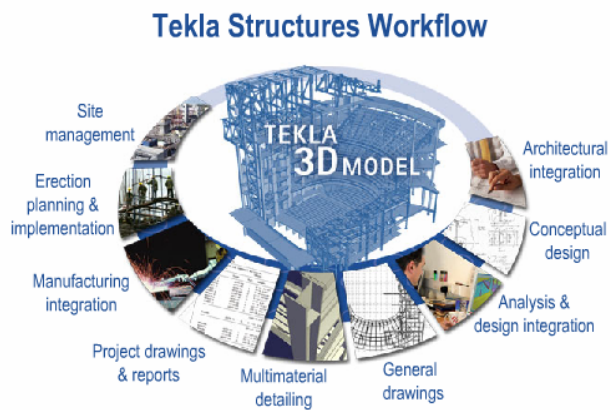 Tekla Structures Workflow
TEKLA
3D MODEL
Site
management
Erection
planning &
implementation
Manufacturing
integration
Project drawings
& reports
Multimaterial
detailing
General
drawings
Analysis &
design integration
Conceptual
design
Architectural
integration